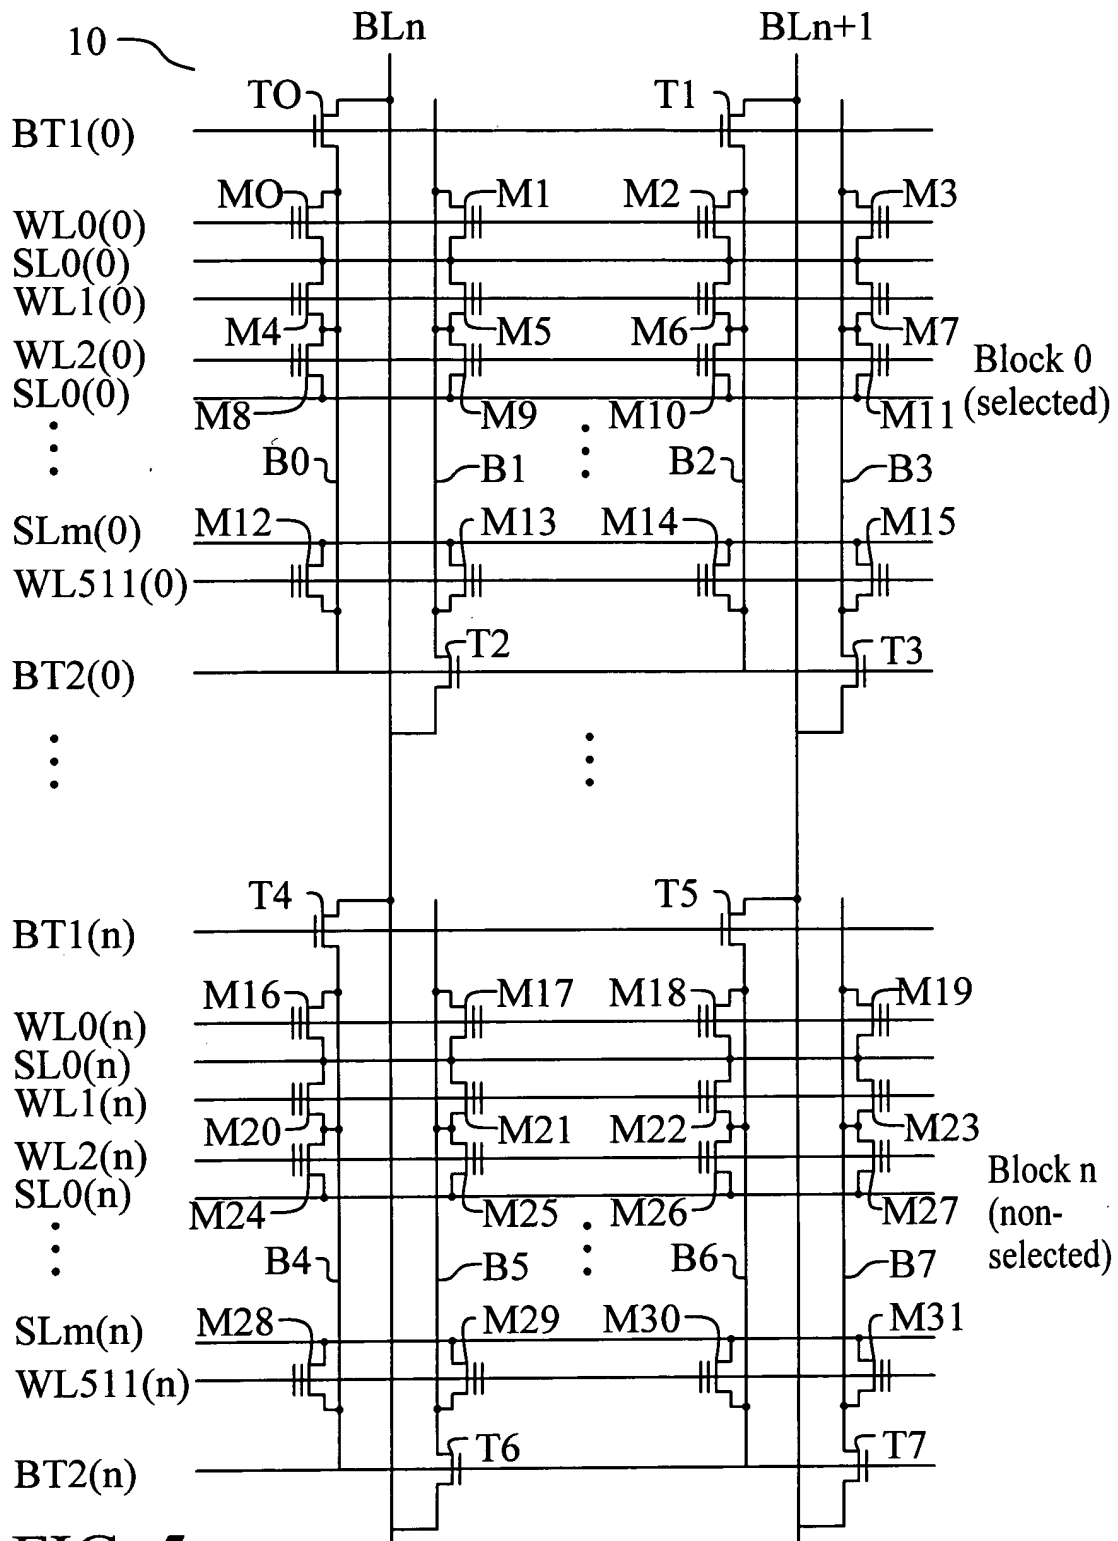 BLn BLn+1
10
TO T1
BT1(0)
MO M1 M2 M3
WL0(0)
SL0(0)
WL1(0)
M4 M5 M6 M7
WL2(0)
Block 0
SL0(0)
(selected)
M8 M9 M10 M11
B0 B1 B2 B3
SLm(0) M12 M13 M14 M15
WL511(0)
T2 T3
BT2(0)
T4 T5
BT1(n)
M16 M17 M18 M19
WL0(n)
SL0(n)
WL1(n)
M20 M21 M22 M23
WL2(n)
Block n
SL0(n)
M24 M25 M26 M27
(non-
selected)
B4 B5 B6 B7
SLm(n) M28 M29 M30 M31
WL511(n)
T6 T7
BT2(n)